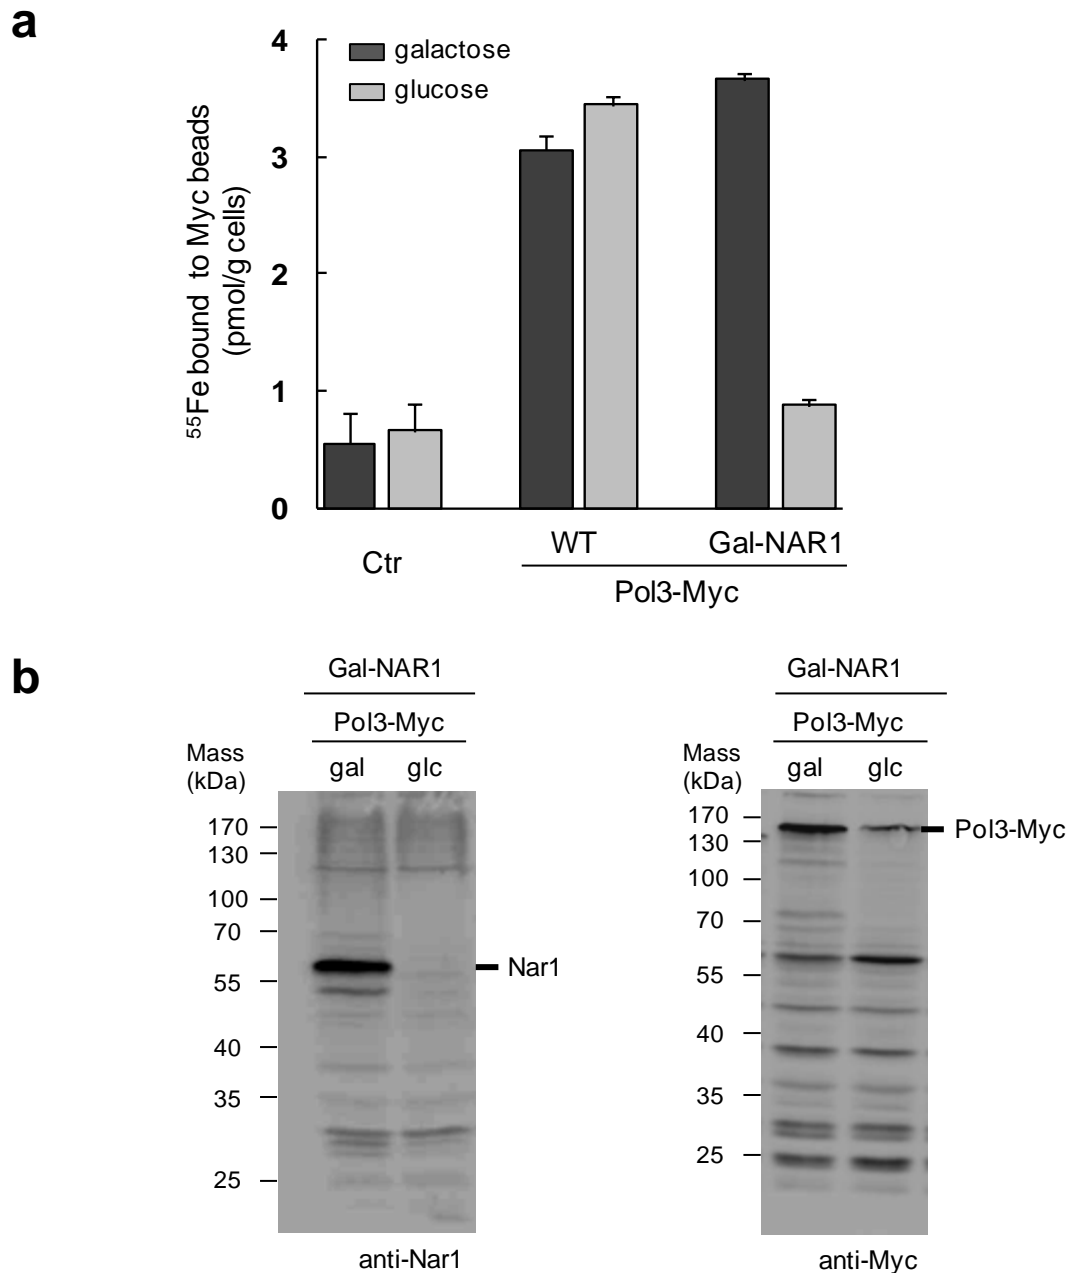 a
4
3
2
1
0
galactose
glucose
⁵⁵Fe bound to Myc beads
(pmol/g cells)
Ctr
WT
Gal-NAR1
Pol3-Myc
b
Gal-NAR1
Pol3-Myc
Mass
(kDa)
gal glc
170
130
100
70
55
40
35
25
Nar1
anti-Nar1
Gal-NAR1
Pol3-Myc
Mass
(kDa)
gal glc
170
130
100
70
55
40
35
25
Pol3-Myc
anti-Myc